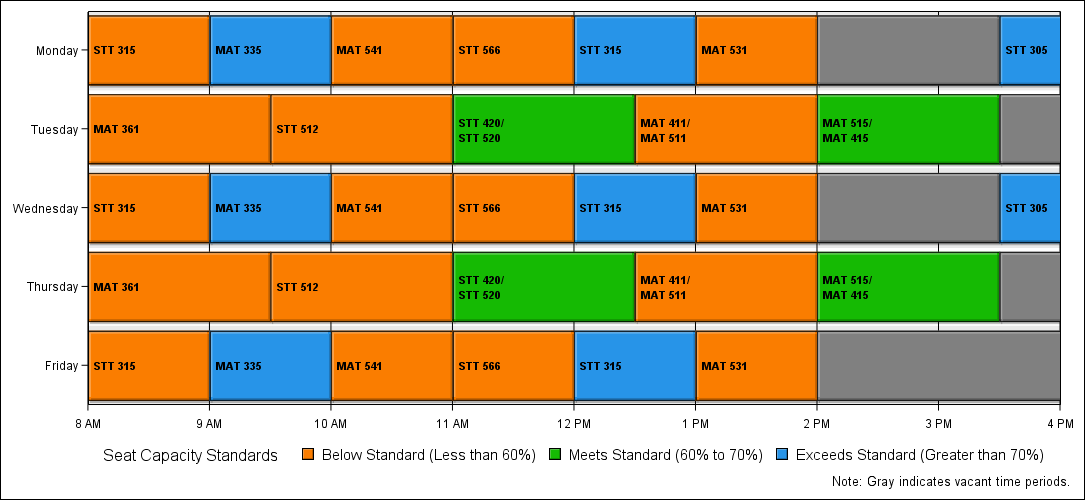 Monday
STT 315 MAT 335 MAT 541 STT 566 STT 315 MAT 531 STT 305
Tuesday
MAT 361 STT 512 STT 420/ MAT 411/ MAT 515/
STT 520 MAT 511 MAT 415
Wednesday
STT 315 MAT 335 MAT 541 STT 566 STT 315 MAT 531 STT 305
Thursday
MAT 361 STT 512 STT 420/ MAT 411/ MAT 515/
STT 520 MAT 511 MAT 415
Friday
STT 315 MAT 335 MAT 541 STT 566 STT 315 MAT 531
8 AM 9 AM 10 AM 11 AM 12 PM 1 PM 2 PM 3 PM 4 PM
Seat Capacity Standards Below Standard (Less than 60%) Meets Standard (60% to 70%) Exceeds Standard (Greater than 70%)
Note: Gray indicates vacant time periods.